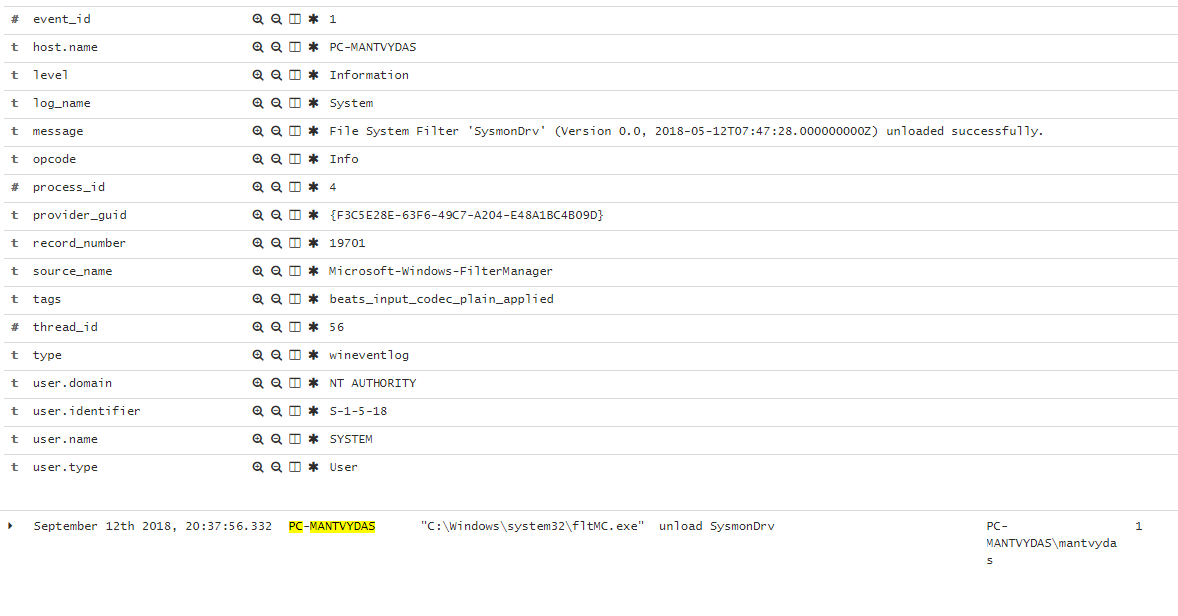 # event_id 1
t host.name PC-MANTVYDAS
t level Information
t log_name System
t message File System Filter 'SysmonDrv' (Version 0.0, 2018-05-12T07:47:28.000000000Z) unloaded successfully.
t opcode Info
# process_id 4
t provider_guid {F3C5E28E-63F6-49C7-A204-E48A1BC4B09D}
t record_number 19701
t source_name Microsoft-Windows-FilterManager
t tags beats_input_codec_plain_applied
# thread_id 56
t type wineventlog
t user.domain NT AUTHORITY
t user.identifier S-1-5-18
t user.name SYSTEM
t user.type User
September 12th 2018, 20:37:56.332 PC-MANTVYDAS "C:\Windows\system32\fltMC.exe" unload SysmonDrv PC- 1
MANTVYDAS\mantvyda
s